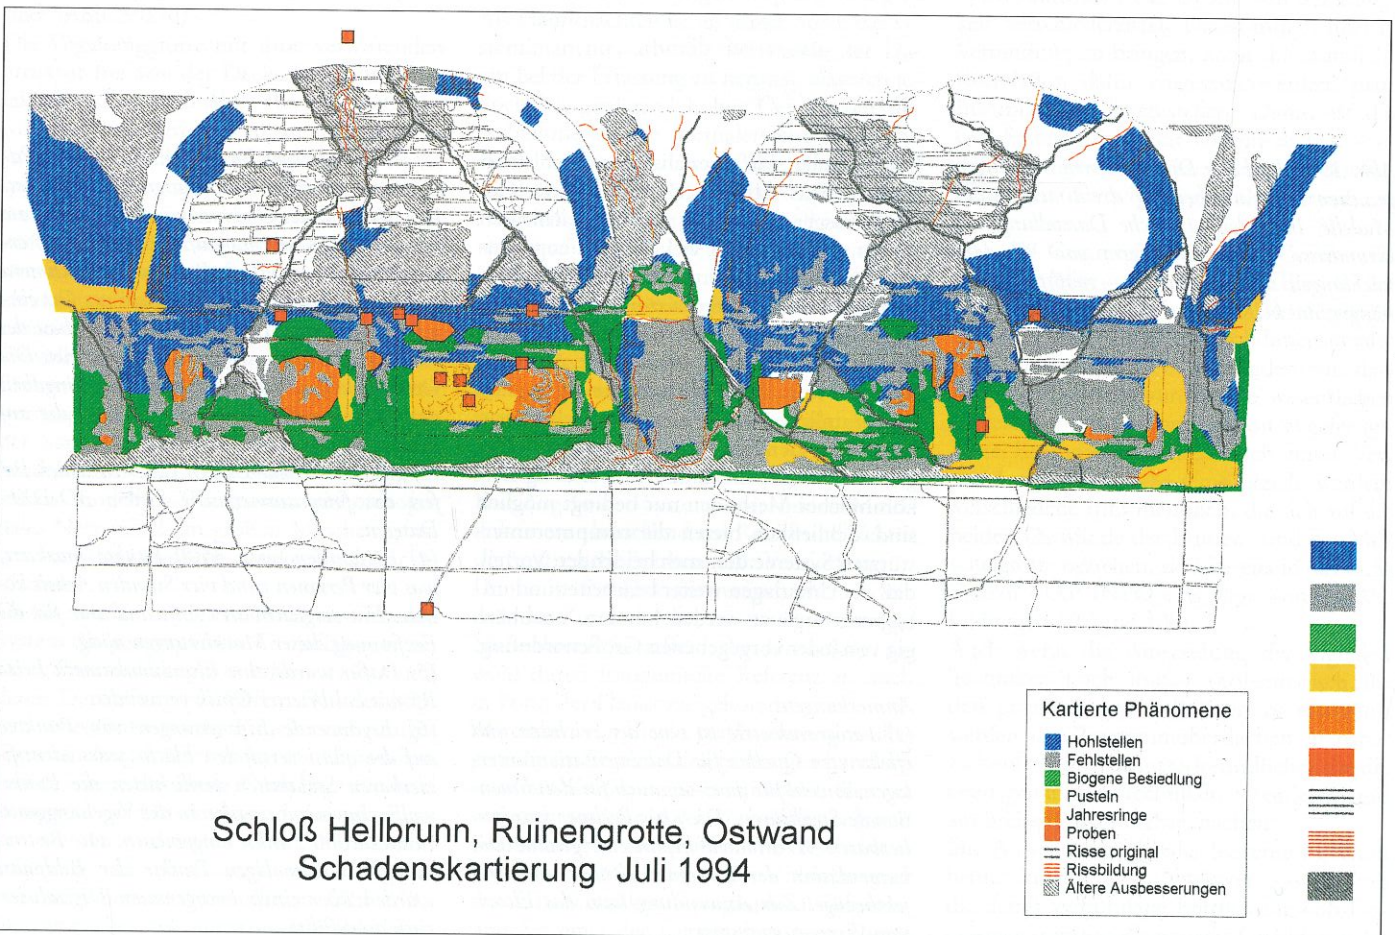 Kartierte Phänomene
Hohlstellen
Fehlstellen
Biogene Besiedlung
Pusteln
Jahresringe
Proben
Risse original
Rissbildung
Ältere Ausbesserungen
Schloß Hellbrunn, Ruinengrotte, Ostwand
Schadenskartierung Juli 1994